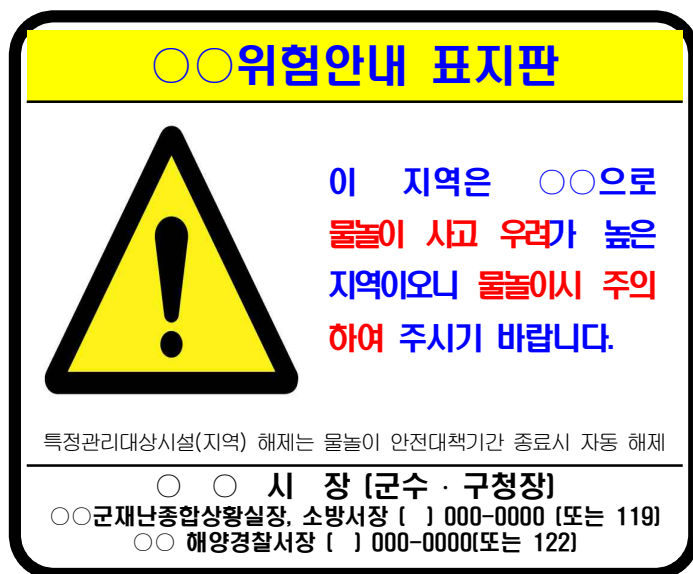 ○○위험안내 표지판
이 지역은 ○○으로
물놀이 사고 우려가 높은
지역이오니 물놀이시 주의
하여 주시기 바랍니다.
특정관리대상시설(지역) 해제는 물놀이 안전대책기간 종료시 자동 해제
○ ○ 시 장 (군수 · 구청장)
○○군재난종합상황실장, 소방서장 ( ) 000-0000 (또는 119)
○○ 해양경찰서장 ( ) 000-0000(또는 122)